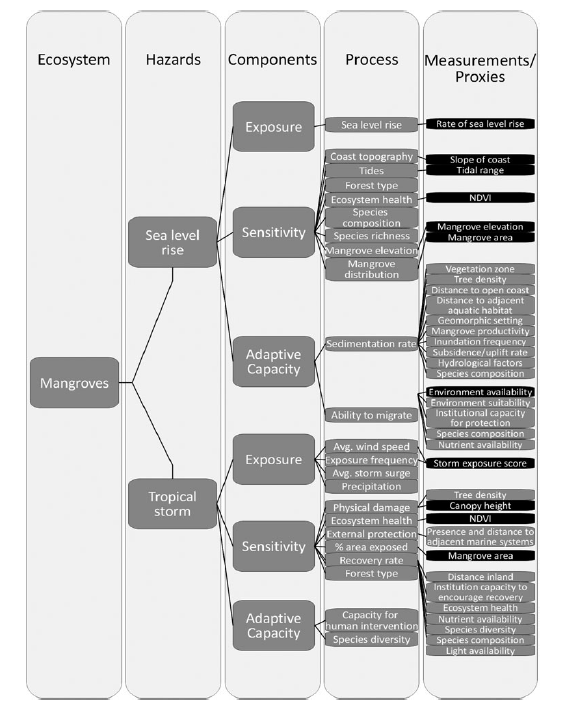 Ecosystem
Hazards
Components
Process
Measurements/
Proxies
Mangroves
Sea level
rise
Tropical
storm
Exposure
Sensitivity
Adaptive
Capacity
Exposure
Sensitivity
Adaptive
Capacity
Sea level rise
Coast topography
Tides
Forest type
Ecosystem health
Species
composition
Species richness
Mangrove elevation
Mangrove
distribution
Sedimentation rate
Ability to migrate
Avg. wind speed
Exposure frequency
Avg. storm surge
Precipitation
Physical damage
Ecosystem health
External protection
% area exposed
Recovery rate
Forest type
Capacity for
human intervention
Species diversity
Rate of sea level rise
Slope of coast
Tidal range
NDVI
Mangrove elevation
Mangrove area
Vegetation zone
Tree density
Distance to open coast
Distance to adjacent
aquatic habitat
Geomorphic setting
Mangrove productivity
Inundation frequency
Subsidence/uplift rate
Hydrological factors
Species composition
Environment availability
Environment suitability
Institutional capacity
for protection
Species composition
Nutrient availability
Storm exposure score
Tree density
Canopy height
NDVI
Presence and distance to
adjacent marine systems
Mangrove area
Distance inland
Institution capacity to
encourage recovery
Ecosystem health
Nutrient availability
Species diversity
Species composition
Light availability